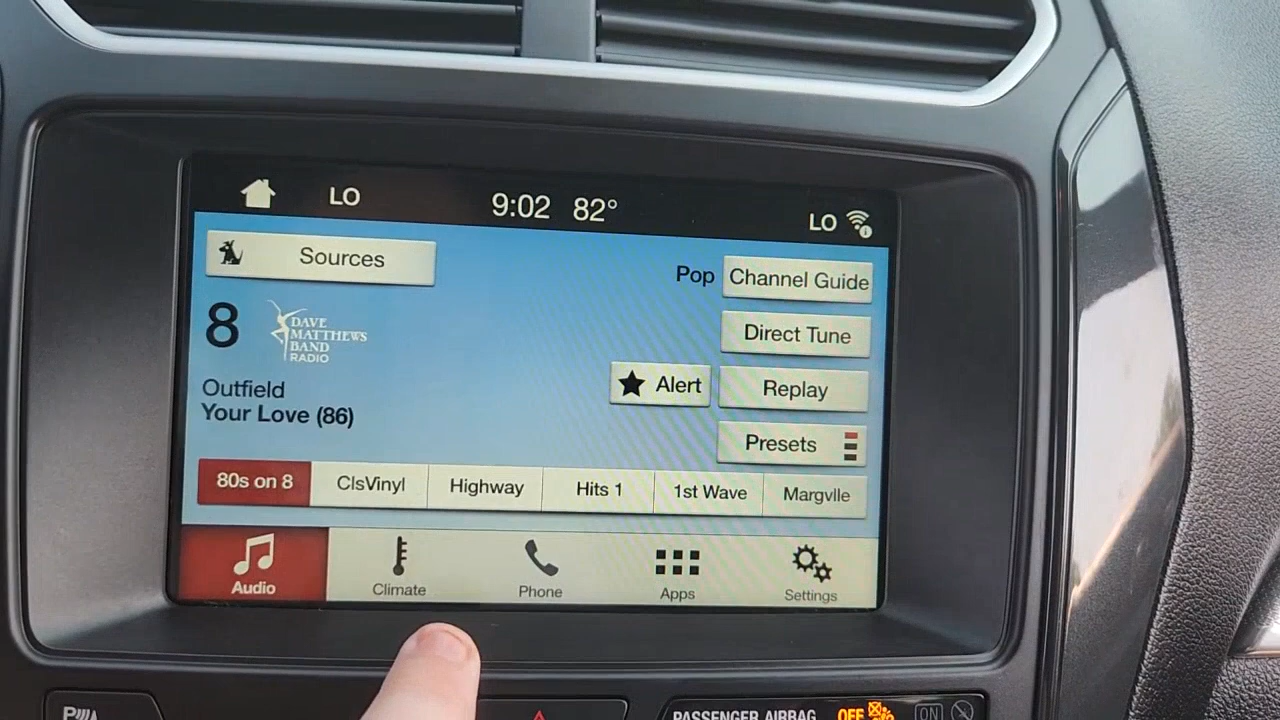 LO 9:02 82° LO
Sources
Pop Channel Guide
8
DAVE
MATTHEWS
BAND
RADIO
Direct Tune
Outfield
Your Love (86)
Alert
Replay
Presets
80s on 8 ClsVinyl Highway Hits 1 1st Wave Margvlle
Audio Climate Phone Apps Settings
P
PASSENGER AIRBAG OFF ON